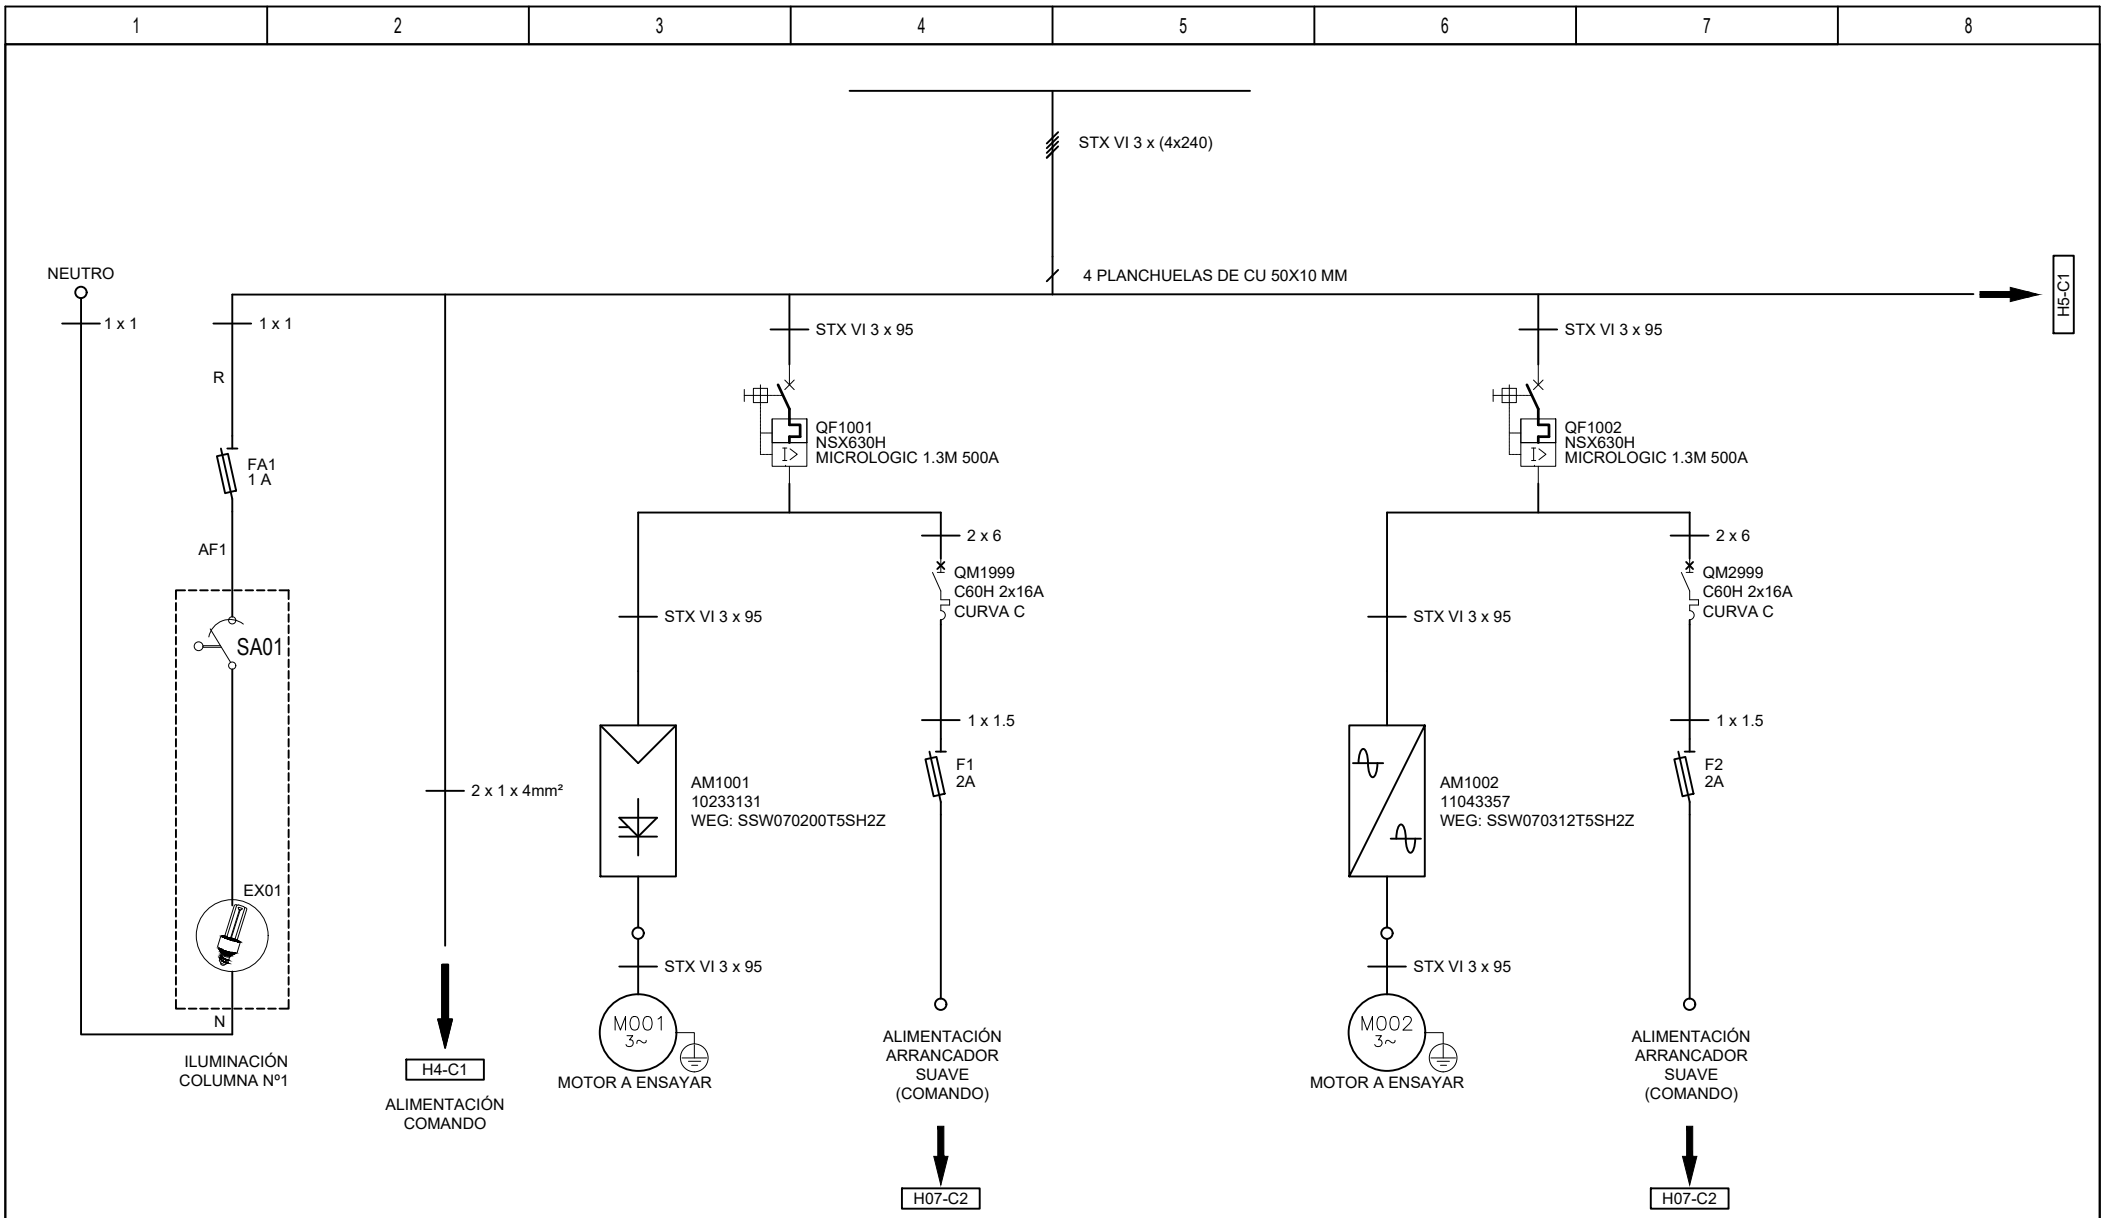 1 2 3 4 5 6 7 8
STX VI 3 x (4x240)
4 PLANCHUELAS DE CU 50X10 MM
H5-C1
NEUTRO
1 x 1
1 x 1
R
FA1
1 A
AF1
SA01
EX01
N
ILUMINACIÓN
COLUMNA Nº1
2 x 1 x 4mm²
H4-C1
ALIMENTACIÓN
COMANDO
STX VI 3 x 95
I>
QF1001
NSX630H
MICROLOGIC 1.3M 500A
STX VI 3 x 95
AM1001
10233131
WEG: SSW070200T5SH2Z
STX VI 3 x 95
M001
3~
MOTOR A ENSAYAR
2 x 6
QM1999
C60H 2x16A
CURVA C
1 x 1.5
F1
2A
ALIMENTACIÓN
ARRANCADOR
SUAVE
(COMANDO)
H07-C2
STX VI 3 x 95
I>
QF1002
NSX630H
MICROLOGIC 1.3M 500A
STX VI 3 x 95
AM1002
11043357
WEG: SSW070312T5SH2Z
STX VI 3 x 95
M002
3~
MOTOR A ENSAYAR
2 x 6
QM2999
C60H 2x16A
CURVA C
1 x 1.5
F2
2A
ALIMENTACIÓN
ARRANCADOR
SUAVE
(COMANDO)
H07-C2